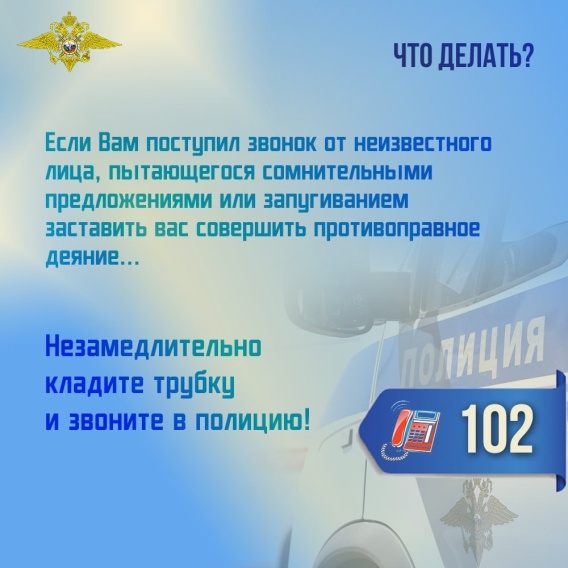 ЧТО ДЕЛАТЬ?
Если Вам поступил звонок от неизвестного
лица, пытающегося сомнительными
предложениями или запугиванием
заставить вас совершить противоправное
деяние...
Незамедлительно
кладите трубку
и звоните в полицию!
ПОЛИЦИЯ
102